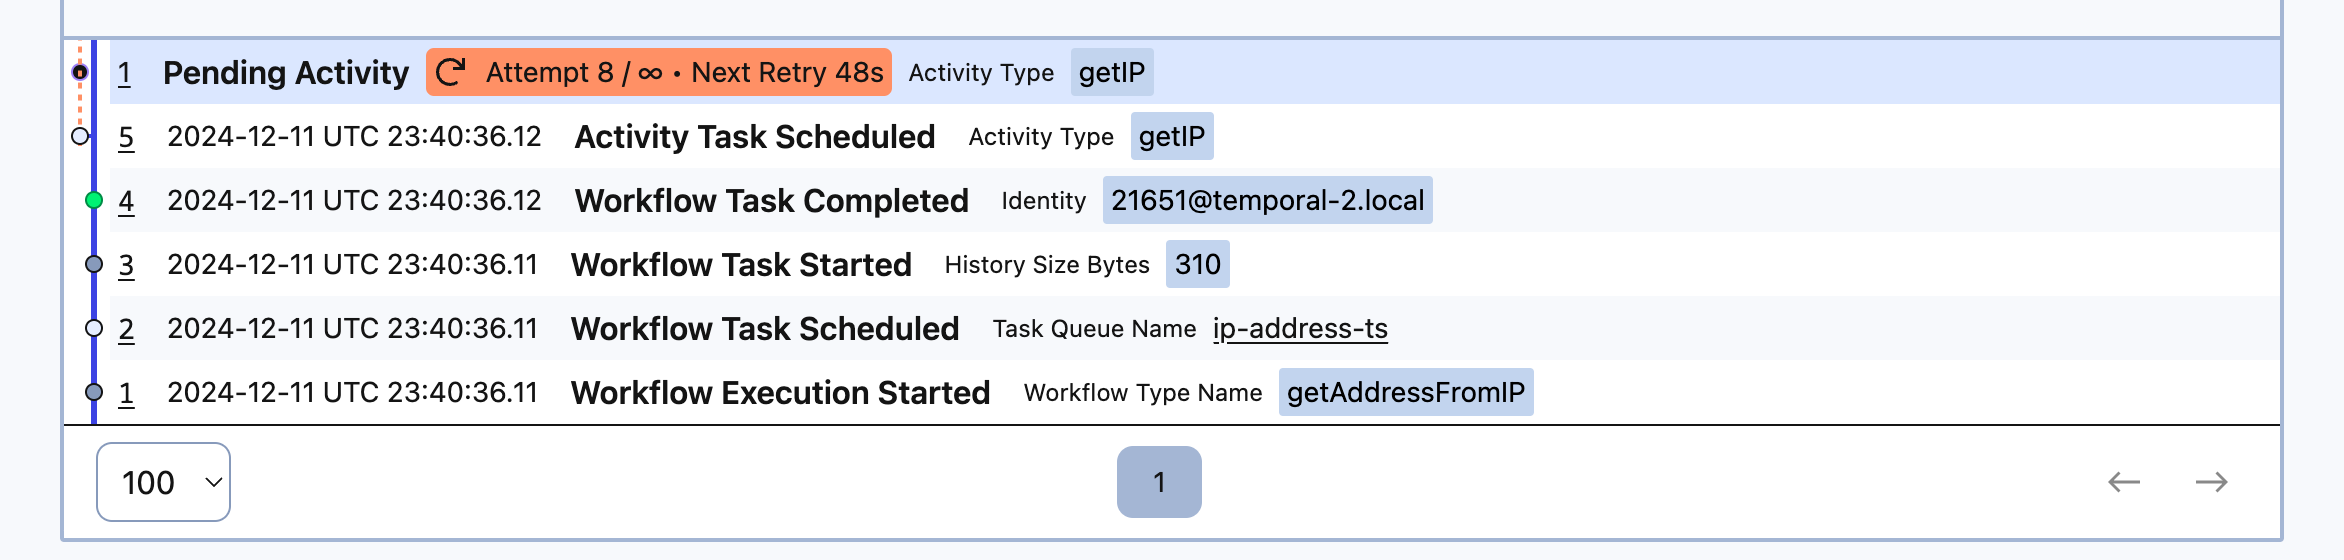 1 Pending Activity Attempt 8 / ∞ • Next Retry 48s Activity Type getIP
5 2024-12-11 UTC 23:40:36.12 Activity Task Scheduled Activity Type getIP
4 2024-12-11 UTC 23:40:36.12 Workflow Task Completed Identity 21651@temporal-2.local
3 2024-12-11 UTC 23:40:36.11 Workflow Task Started History Size Bytes 310
2 2024-12-11 UTC 23:40:36.11 Workflow Task Scheduled Task Queue Name ip-address-ts
1 2024-12-11 UTC 23:40:36.11 Workflow Execution Started Workflow Type Name getAddressFromIP
100 1